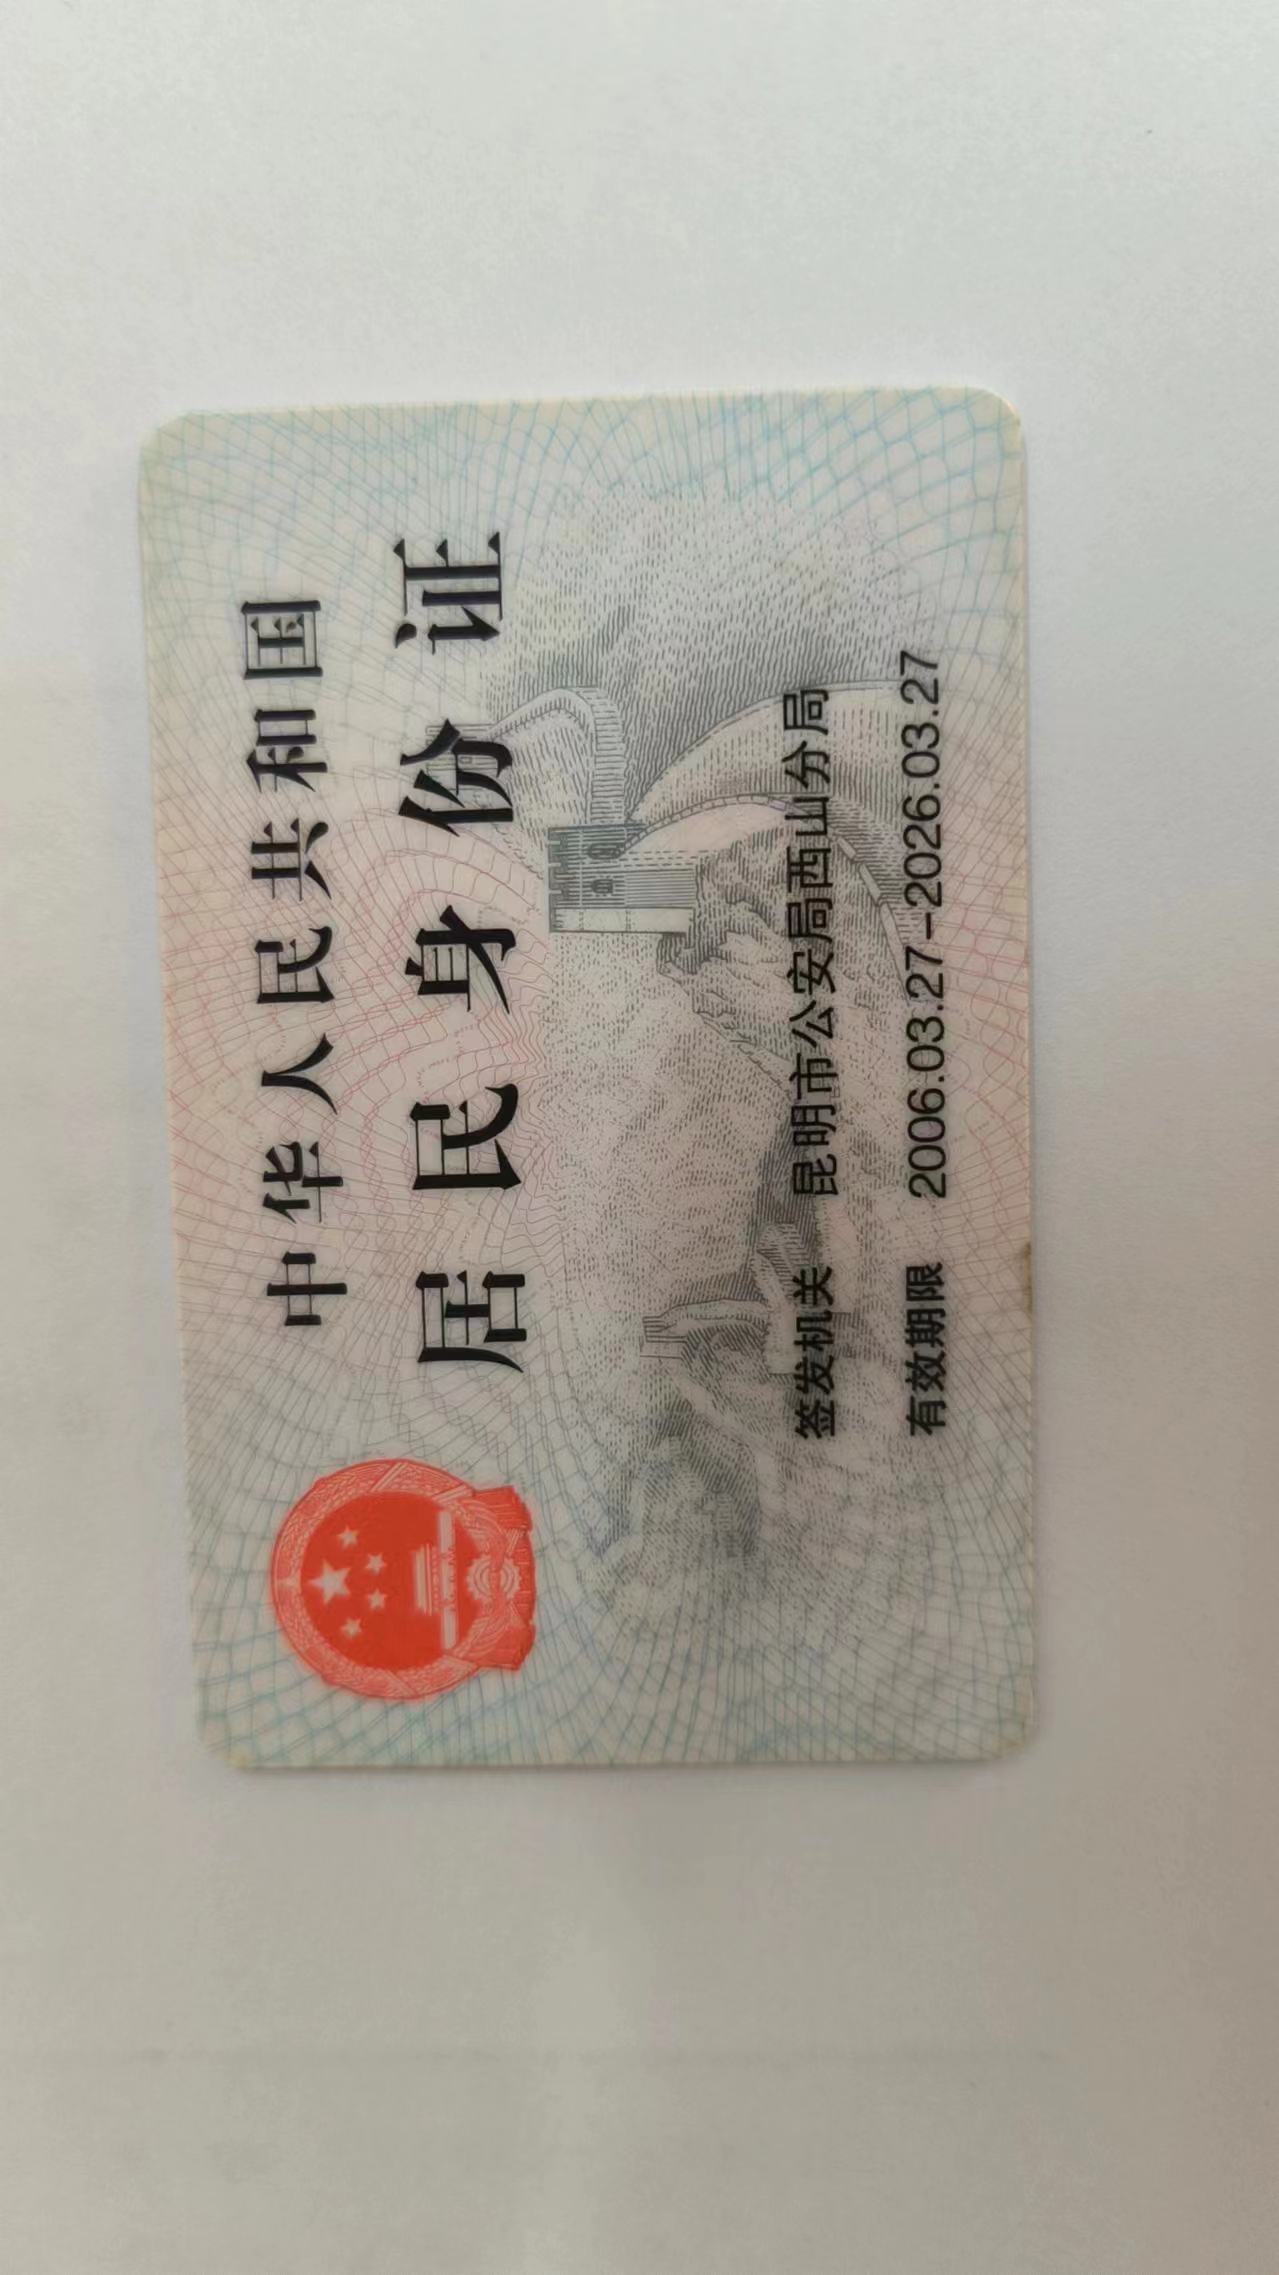 中华人民共和国
居民身份证
签发机关 昆明市公安局西山分局
有效期限 2006.03.27-2026.03.27